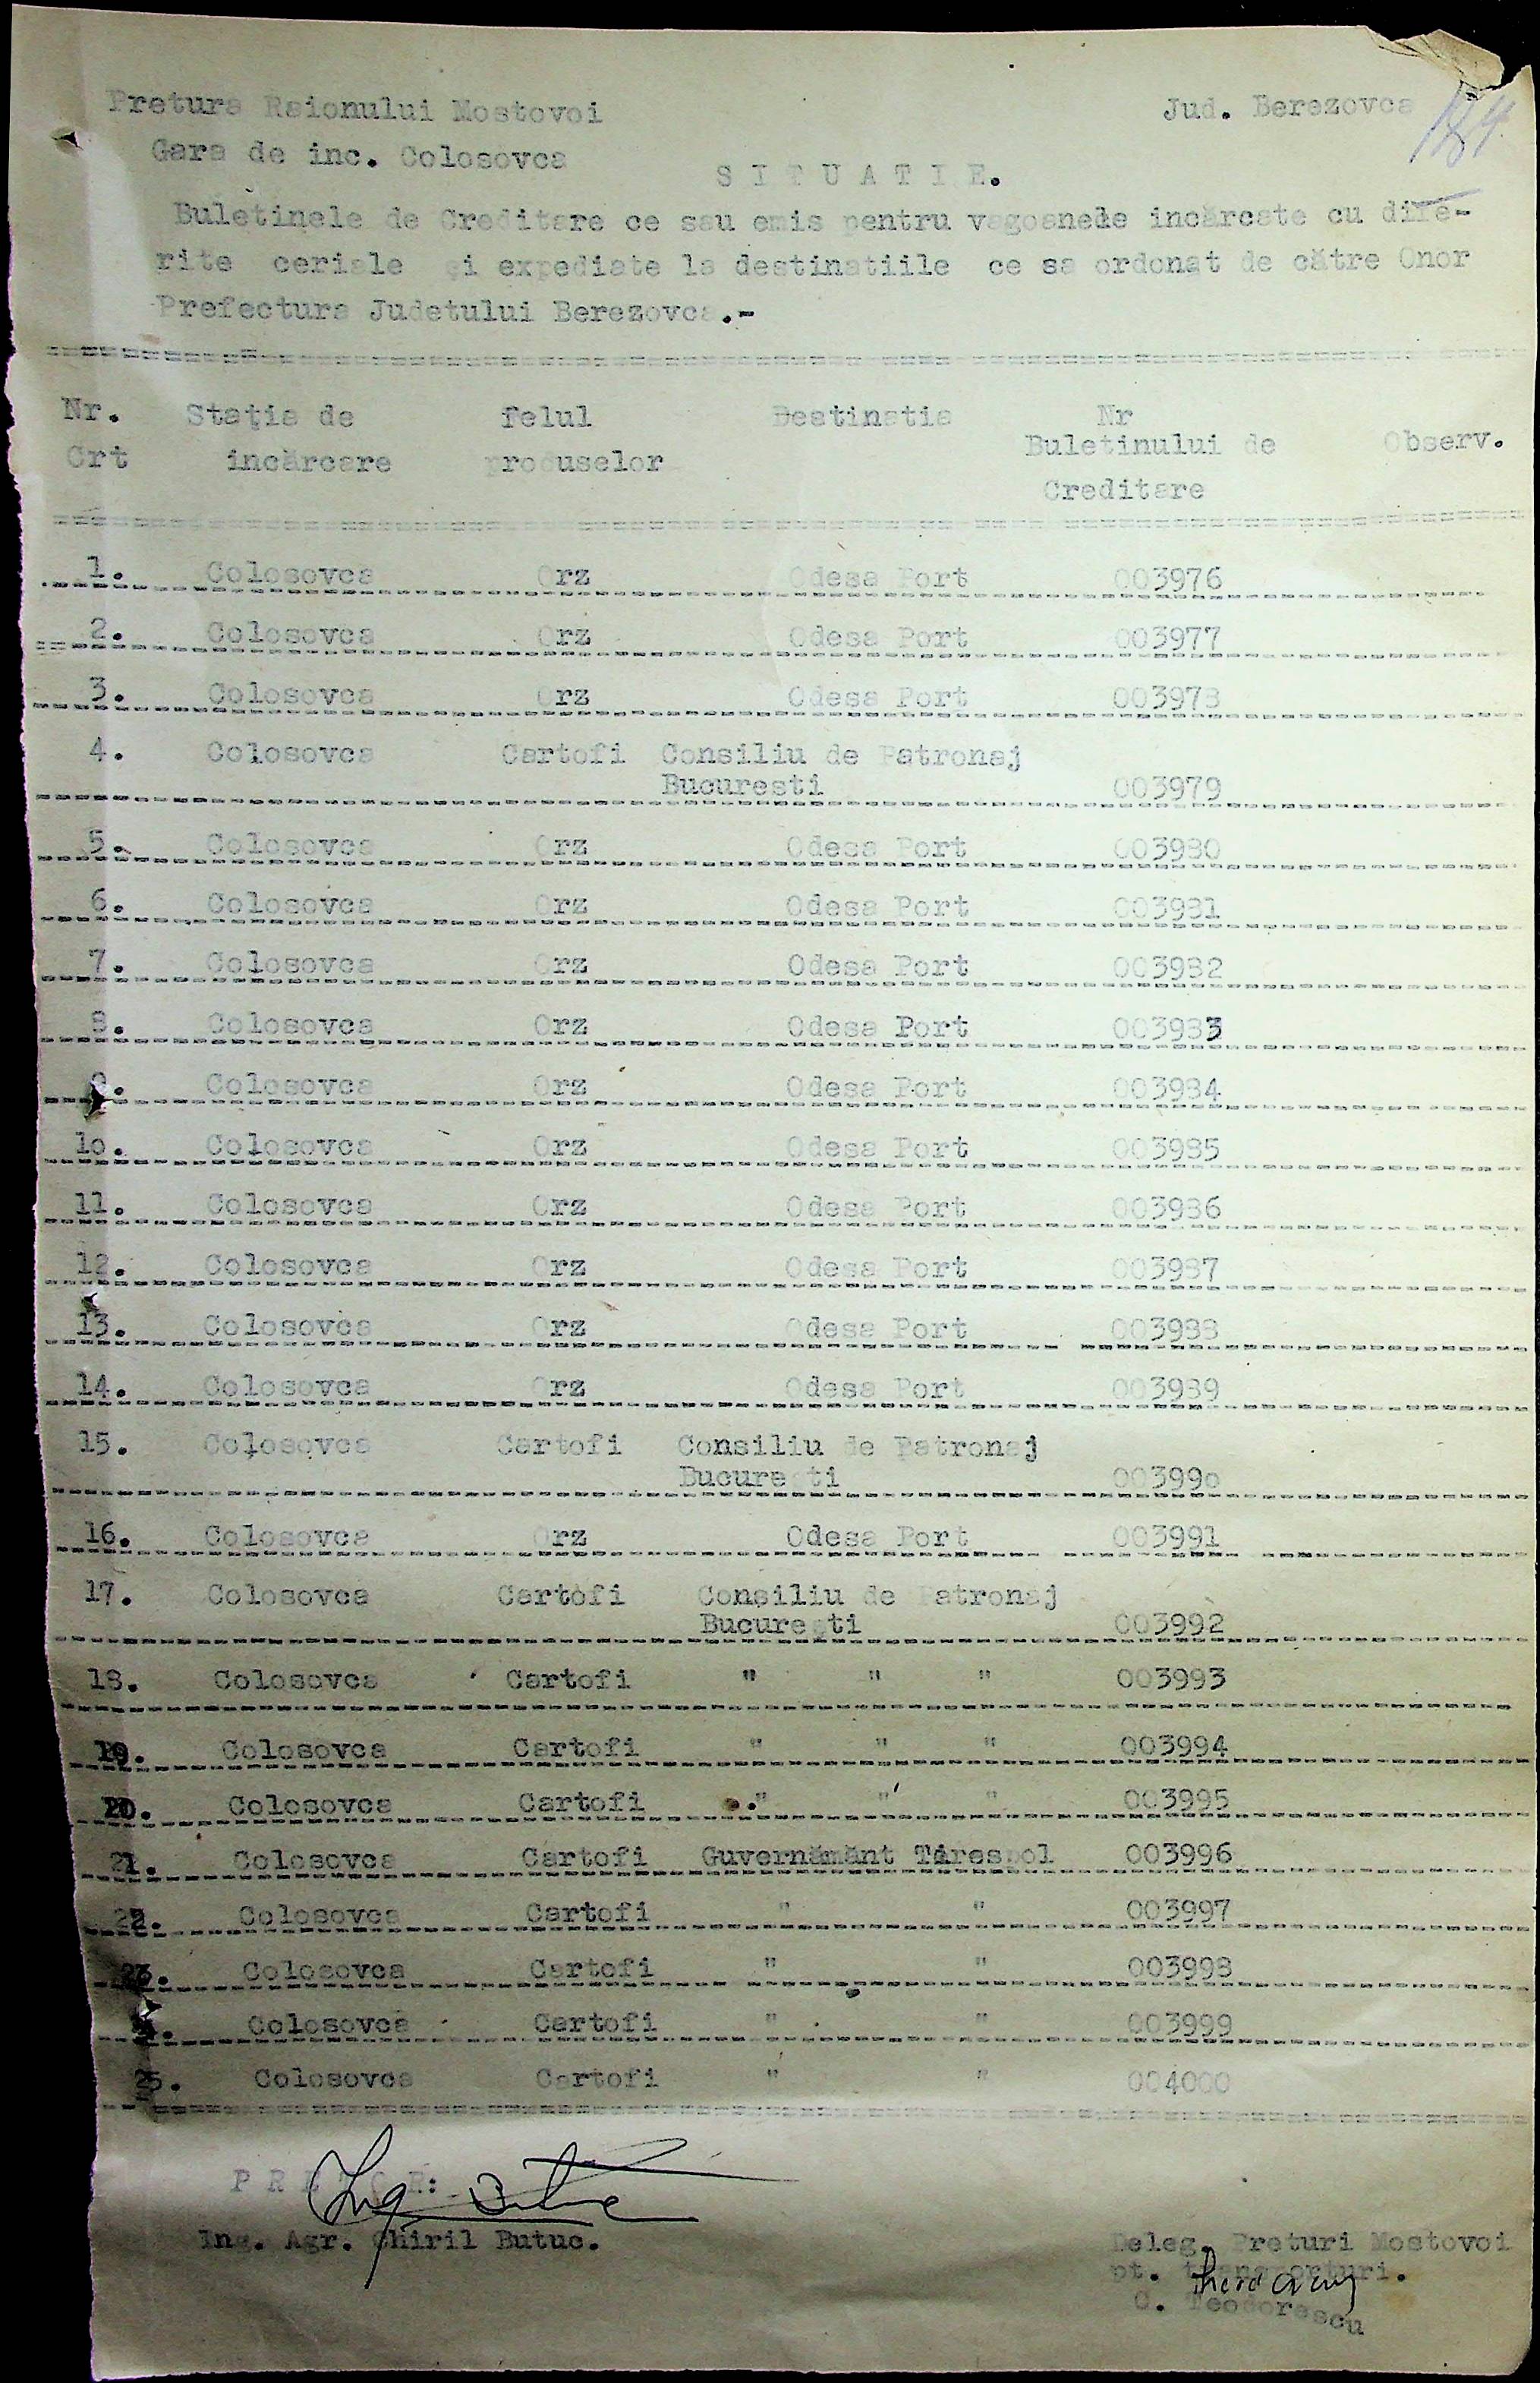 Pretura Raionului Mostovoi Jud. Berezovca 184
Gara de inc. Colosovca
S I T U A T I E.
Buletinele de Creditare ce sau emis pentru vagoanele incărcate cu dife-
rite ceriale și expediate la destinatiile ce sa ordonat de către Onor
Prefectura Judetului Berezovca.-
Nr. Stația de felul Destinatia Nr
Crt incărcare produselor Buletinului de Observ.
Creditare
1. Colosovca Orz Odesa Port 003976
2. Colosovca Orz Odesa Port 003977
3. Colosovca Orz Odesa Port 003978
4. Colosovca Cartofi Consiliu de Patronaj
Bucuresti 003979
5. Colosovca Orz Odesa Port 003980
6. Colosovca Orz Odesa Port 003981
7. Colosovca Orz Odesa Port 003982
8. Colosovca Orz Odesa Port 003983
9. Colosovca Orz Odesa Port 003984
1o. Colosovca Orz Odesa Port 003985
11. Colosovca Orz Odesa Port 003986
12. Colosovca Orz Odesa Port 003987
13. Colosovca Orz Odesa Port 003988
14. Colosovca Orz Odesa Port 003989
15. Colosovca Cartofi Consiliu de Patronaj
București 00399o
16. Colosovca Orz Odesa Port 003991
17. Colosovca Cartofi Consiliu de Patronaj
București 003992
18. Colosovca Cartofi " " " 003993
19. Colosovca Cartofi " " " 003994
20. Colosovca Cartofi " " " 003995
21. Colosovca Cartofi Guvernământ Tirespol 003996
22. Colosovca Cartofi " " 003997
23. Colosovca Cartofi " " 003998
24. Colosovca Cartofi " " 003999
25. Colosovca Cartofi " " 004000
P R E T O R:
Ing. Agr. Chiril Butuc.
Deleg. Preturi Mostovoi
pt. transporturi.
C. Teodorescu